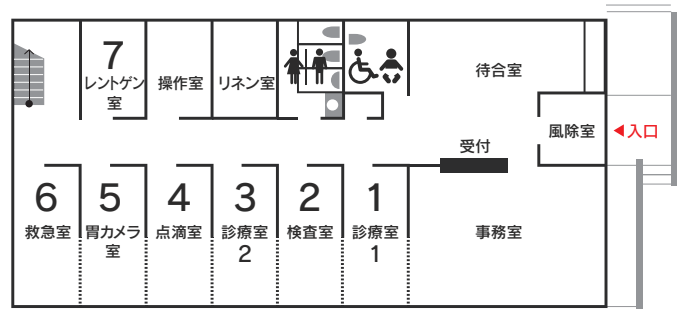 7
レントゲン
室
操作室
リネン室
待合室
風除室
入口
受付
6
救急室
5
胃カメラ
室
4
点滴室
3
診療室
2
2
検査室
1
診療室
1
事務室